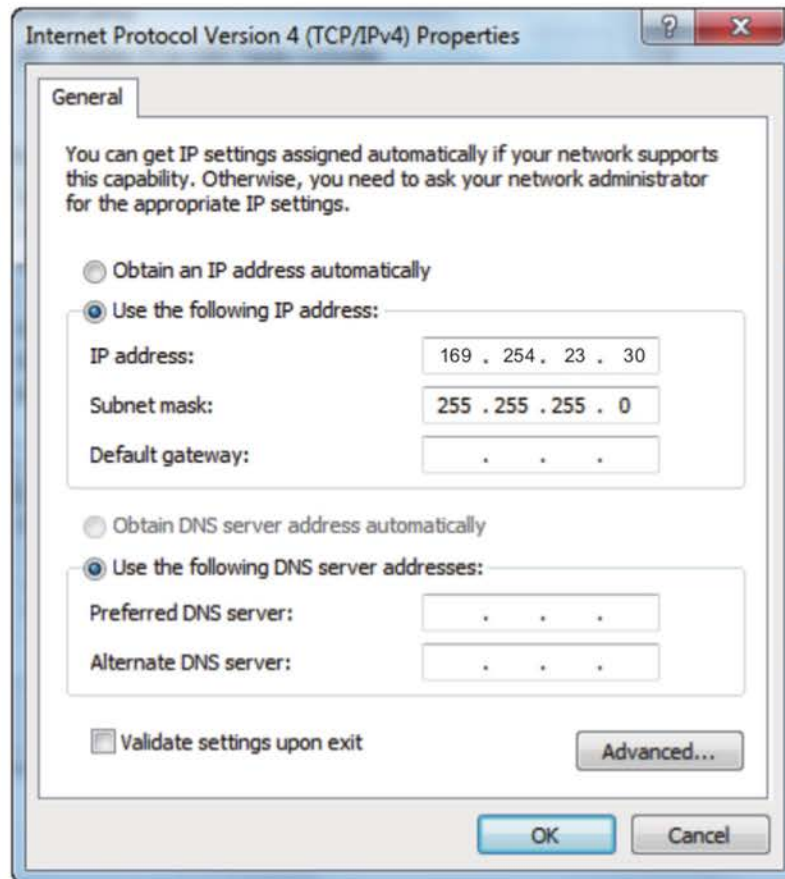 Internet Protocol Version 4 (TCP/IPv4) Properties
?
General
You can get IP settings assigned automatically if your network supports
this capability. Otherwise, you need to ask your network administrator
for the appropriate IP settings.
Obtain an IP address automatically
Use the following IP address:
IP address: 169 . 254 . 23 . 30
Subnet mask: 255 . 255 . 255 . 0
Default gateway: . . .
Obtain DNS server address automatically
Use the following DNS server addresses:
Preferred DNS server: . . .
Alternate DNS server: . . .
Validate settings upon exit
Advanced...
OK Cancel